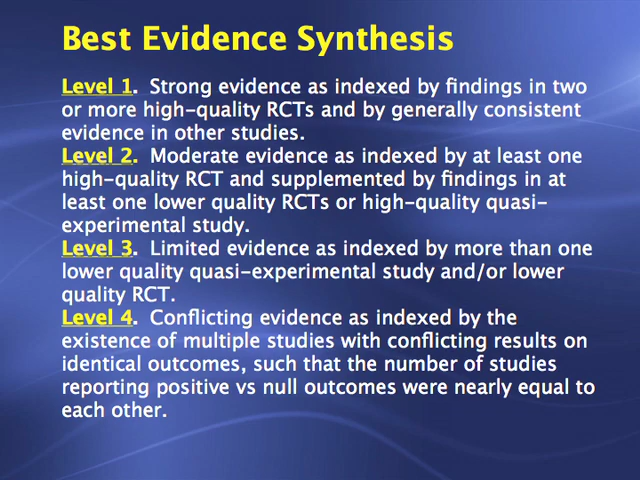 Best Evidence Synthesis
Level 1.  Strong evidence as indexed by findings in two
or more high-quality RCTs and by generally consistent
evidence in other studies.
Level 2.  Moderate evidence as indexed by at least one
high-quality RCT and supplemented by findings in at
least one lower quality RCTs or high-quality quasi-
experimental study.
Level 3.  Limited evidence as indexed by more than one
lower quality quasi-experimental study and/or lower
quality RCT.
Level 4.  Conflicting evidence as indexed by the
existence of multiple studies with conflicting results on
identical outcomes, such that the number of studies
reporting positive vs null outcomes were nearly equal to
each other.